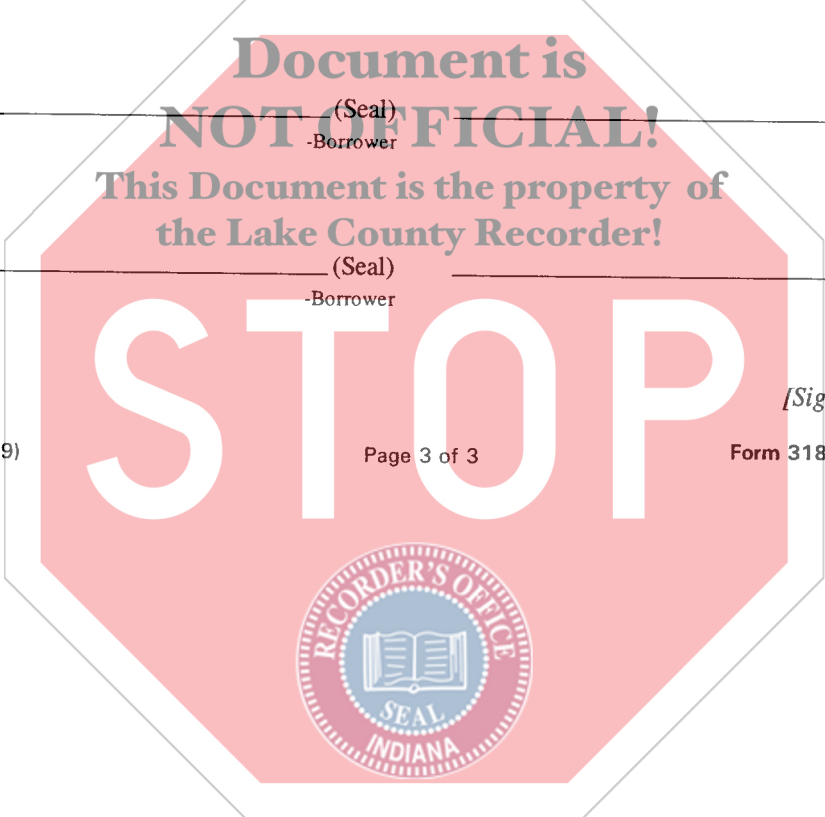 Document is
(Seal)
NOT OFFICIAL!
-Borrower
This Document is the property of
the Lake County Recorder!
(Seal)
-Borrower
STOP
[Sig
9)
Page 3 of 3
Form 318
RECORDER'S OFFICE
SEAL
INDIANA